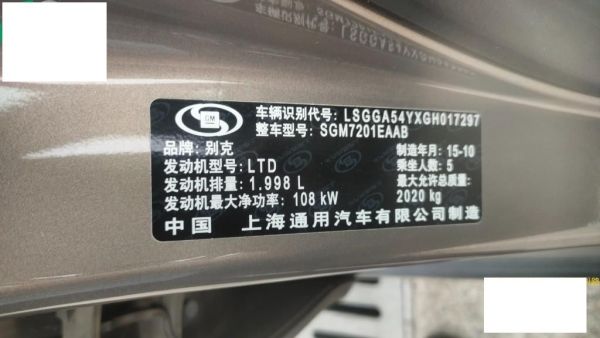 车辆识别代号: LSGGA54YXGH017297
整车型号: SGM7201EAAB
GM
品牌: 别克
制造年月: 15-10
发动机型号: LTD
乘坐人数: 5
发动机排量: 1.998 L
最大允许总质量:
发动机最大净功率: 108 kW
2020 kg
中国 上海通用汽车有限公司制造